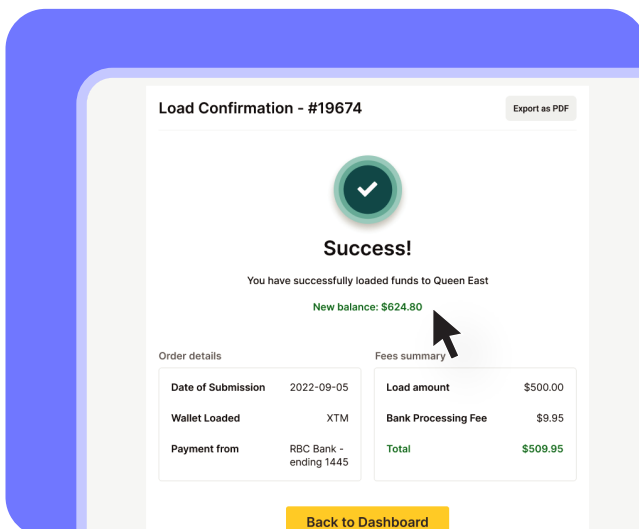 Load Confirmation - #19674
Export as PDF
Success!
You have successfully loaded funds to Queen East
New balance: $624.80
Order details
Date of Submission 2022-09-05
Wallet Loaded XTM
Payment from RBC Bank -
ending 1445
Fees summary
Load amount $500.00
Bank Processing Fee $9.95
Total $509.95
Back to Dashboard